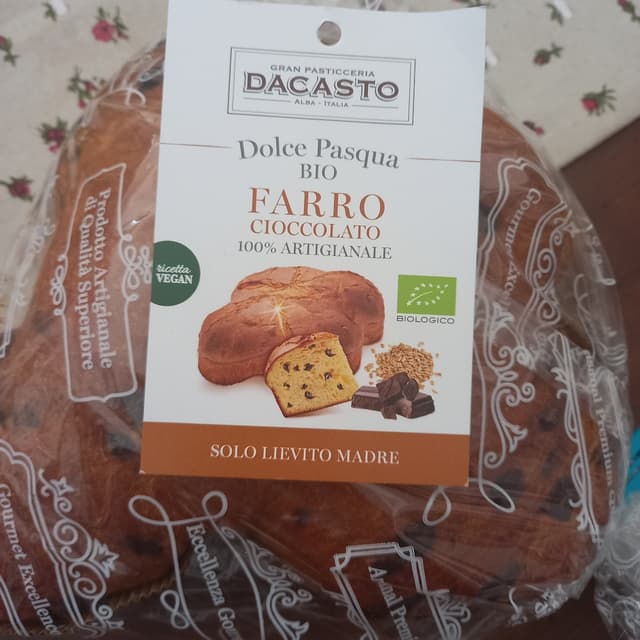 GRAN PASTICCERIA
DACASTO
ALBA - ITALIA
Dolce Pasqua
BIO
FARRO
CIOCCOLATO
100% ARTIGIANALE
ricetta
VEGAN
BIOLOGICO
SOLO LIEVITO MADRE
Prodotto Artigianale
di Qualità Superiore
Gourmet Excellence
Eccellenza Gou